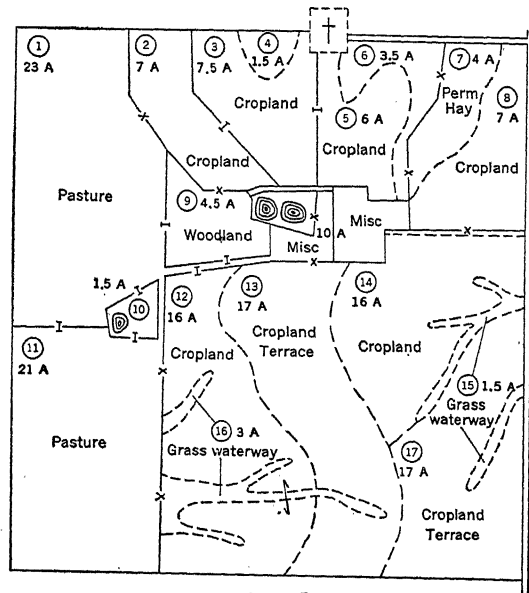 1
23 A
2
7 A
3
7.5 A
4
1.5 A
6 3.5 A
7 4 A
Perm
Hay
8
7 A
Cropland
5 6 A
Cropland
Cropland
Cropland
Pasture
9 4.5 A
Woodland
Misc
10 A
Misc
1.5 A
10
12
16 A
Cropland
13
17 A
Cropland
Terrace
14
16 A
Cropland
11
21 A
Pasture
15 1.5 A
Grass
waterway
16 3 A
Grass waterway
17
17 A
Cropland
Terrace